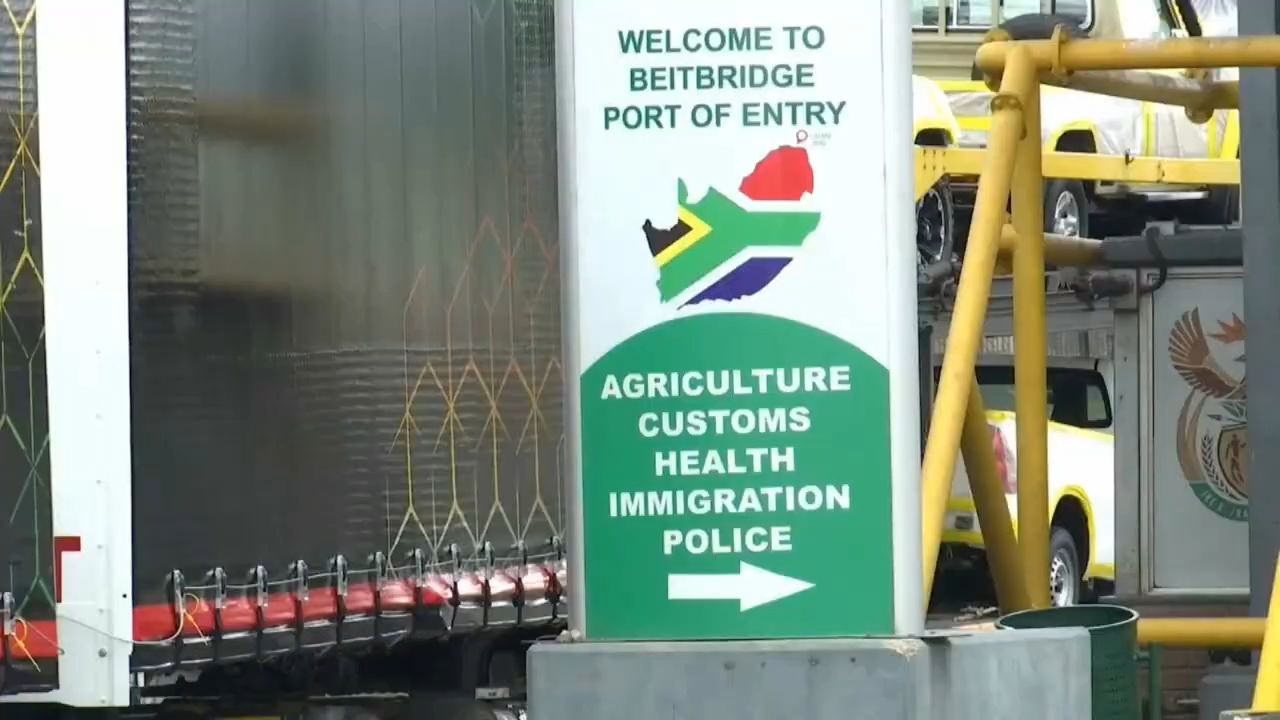 WELCOME TO
BEITBRIDGE
PORT OF ENTRY
AGRICULTURE
CUSTOMS
HEALTH
IMMIGRATION
POLICE